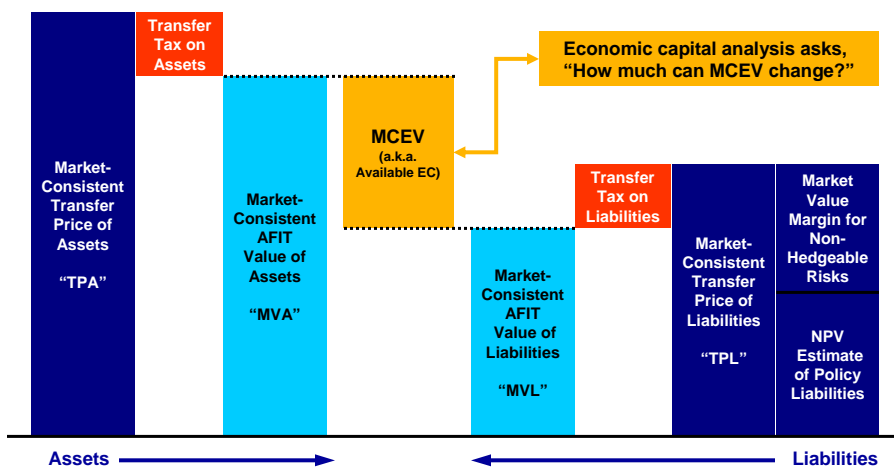 Market-
Consistent
Transfer
Price of
Assets
“TPA”
Transfer
Tax on
Assets
Market-
Consistent
AFIT
Value of
Assets
“MVA”
MCEV
(a.k.a.
Available EC)
Economic capital analysis asks,
“How much can MCEV change?”
Market-
Consistent
AFIT
Value of
Liabilities
“MVL”
Transfer
Tax on
Liabilities
Market-
Consistent
Transfer
Price of
Liabilities
“TPL”
Market
Value
Margin for
Non-
Hedgeable
Risks
NPV
Estimate
of Policy
Liabilities
Assets
Liabilities